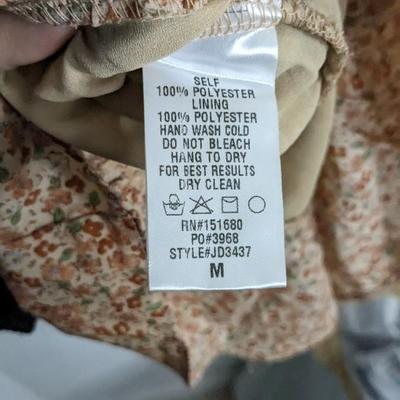 SELF
100% POLYESTER
LINING
100% POLYESTER
HAND WASH COLD
DO NOT BLEACH
HANG TO DRY
FOR BEST RESULTS
DRY CLEAN
RN#151680
PO#3968
STYLE#JD3437
M